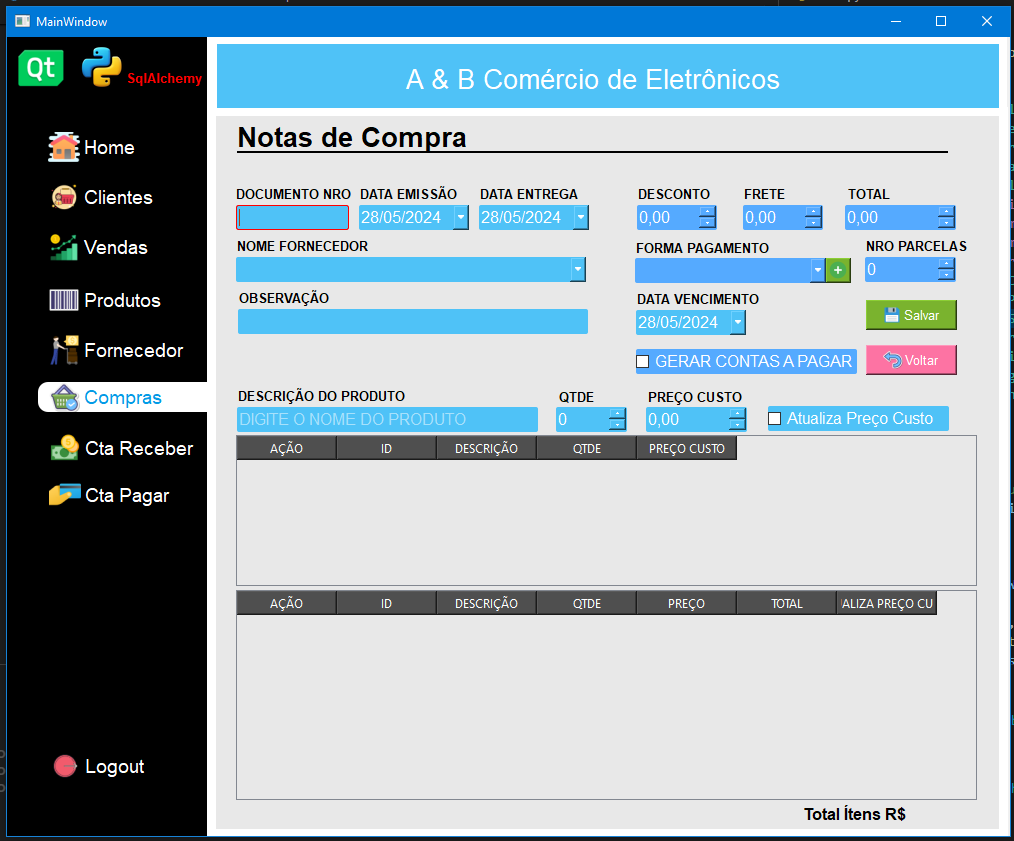 MainWindow
Qt
SqlAlchemy
A & B Comércio de Eletrônicos
Home
Clientes
Vendas
Produtos
Fornecedor
Compras
Cta Receber
Cta Pagar
Logout
Notas de Compra
DOCUMENTO NRO DATA EMISSÃO DATA ENTREGA DESCONTO FRETE TOTAL
28/05/2024 28/05/2024 0,00 0,00 0,00
NOME FORNECEDOR FORMA PAGAMENTO NRO PARCELAS
0
OBSERVAÇÃO DATA VENCIMENTO
28/05/2024 Salvar
GERAR CONTAS A PAGAR Voltar
DESCRIÇÃO DO PRODUTO QTDE PREÇO CUSTO
DIGITE O NOME DO PRODUTO 0 0,00 Atualiza Preço Custo
AÇÃO ID DESCRIÇÃO QTDE PREÇO CUSTO
AÇÃO ID DESCRIÇÃO QTDE PREÇO TOTAL ALIZA PREÇO CU
Total Ítens R$